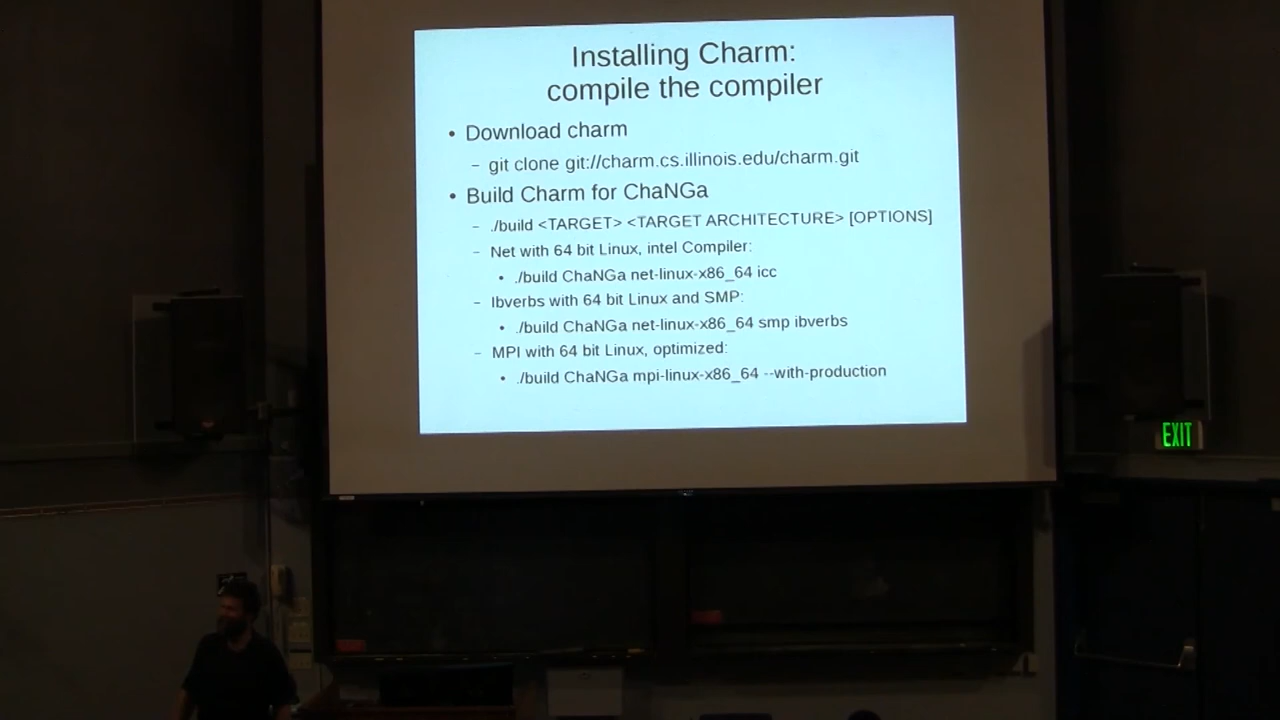 Installing Charm:
compile the compiler
• Download charm
– git clone git://charm.cs.illinois.edu/charm.git
• Build Charm for ChaNGa
– ./build <TARGET> <TARGET ARCHITECTURE> [OPTIONS]
– Net with 64 bit Linux, intel Compiler:
• ./build ChaNGa net-linux-x86_64 icc
– Ibverbs with 64 bit Linux and SMP:
• ./build ChaNGa net-linux-x86_64 smp ibverbs
– MPI with 64 bit Linux, optimized:
• ./build ChaNGa mpi-linux-x86_64 --with-production
EXIT